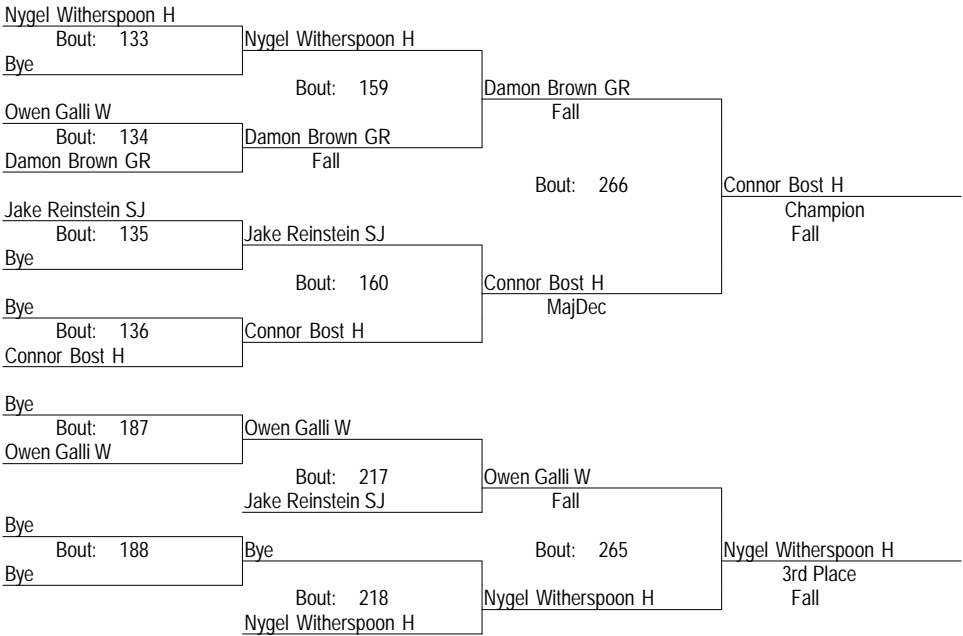 Nygel Witherspoon H
Bout: 133
Bye
Nygel Witherspoon H
Bout: 159
Owen Galli W
Bout: 134
Damon Brown GR
Damon Brown GR
Fall
Damon Brown GR
Fall
Bout: 266
Jake Reinstein SJ
Bout: 135
Bye
Jake Reinstein SJ
Bout: 160
Bye
Bout: 136
Connor Bost H
Connor Bost H
Connor Bost H
MajDec
Connor Bost H
Champion
Fall
Bye
Bout: 187
Owen Galli W
Owen Galli W
Bout: 217
Jake Reinstein SJ
Owen Galli W
Fall
Bout: 265
Bye
Bout: 188
Bye
Bye
Bout: 218
Nygel Witherspoon H
Nygel Witherspoon H
Nygel Witherspoon H
3rd Place
Fall